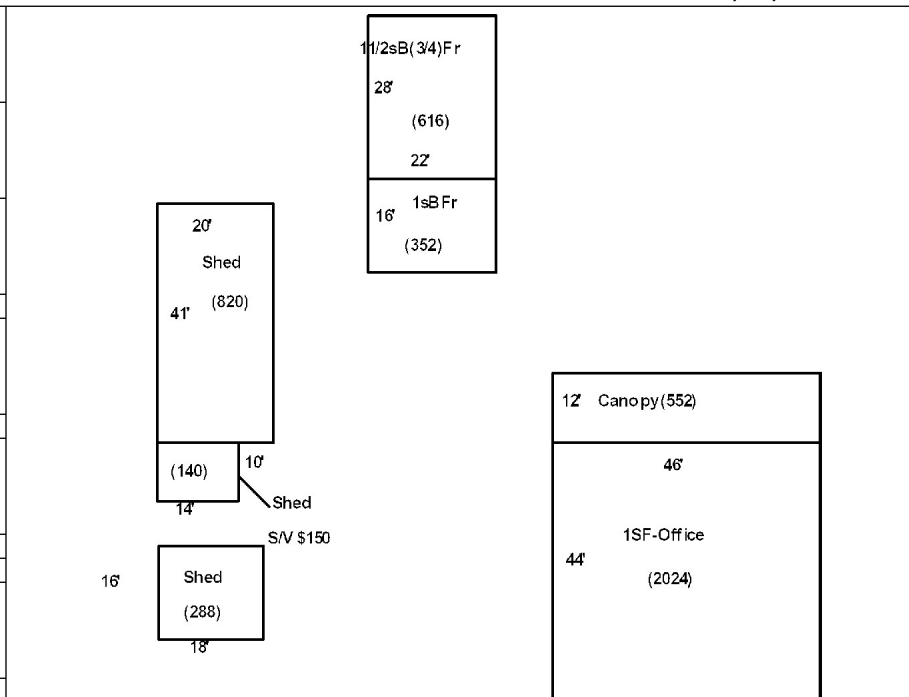 11/2sB(3/4)Fr
28'
(616)
22'
1sBFr
16'
(352)
20'
Shed
(820)
41'
12' Canopy(552)
46'
(140)
10'
14'
Shed
S/V $150
1SF-Office
44'
(2024)
16'
Shed
(288)
18'